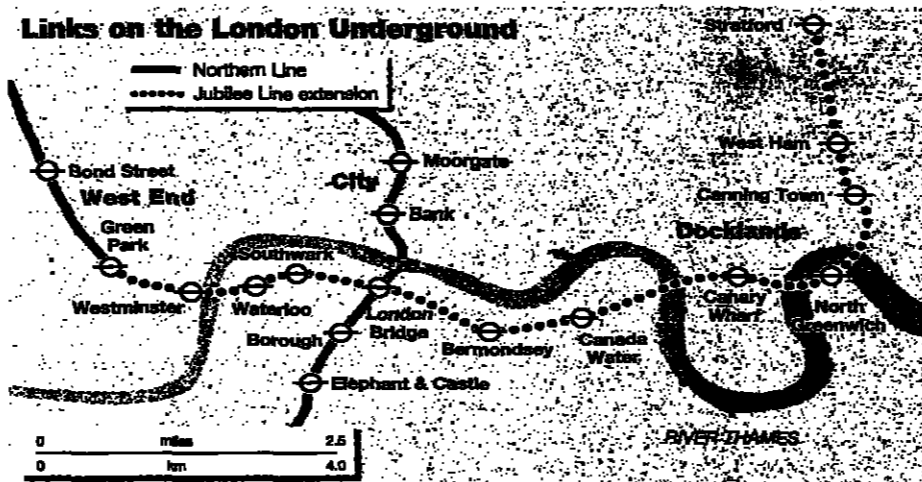 Links on the London Underground
Northern Line
Jubilee Line extension
Stratford
West Ham
Canning Town
Bond Street
West End
Green
Park
City
Moorgate
Bank
Docklands
Southwark
Westminster
Waterloo
London
Bridge
Borough
Bermondsey
Canada
Water
Canary
Wharf
North
Greenwich
Elephant & Castle
RIVER THAMES
0 miles 2.5
0 km 4.0